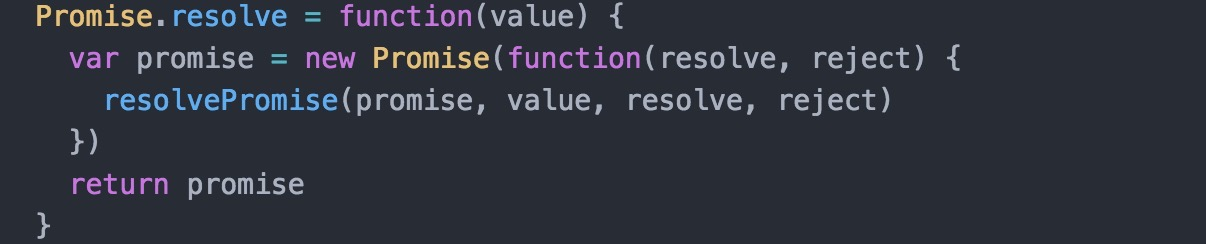 Promise.resolve = function(value) {
  var promise = new Promise(function(resolve, reject) {
    resolvePromise(promise, value, resolve, reject)
  })
  return promise
}